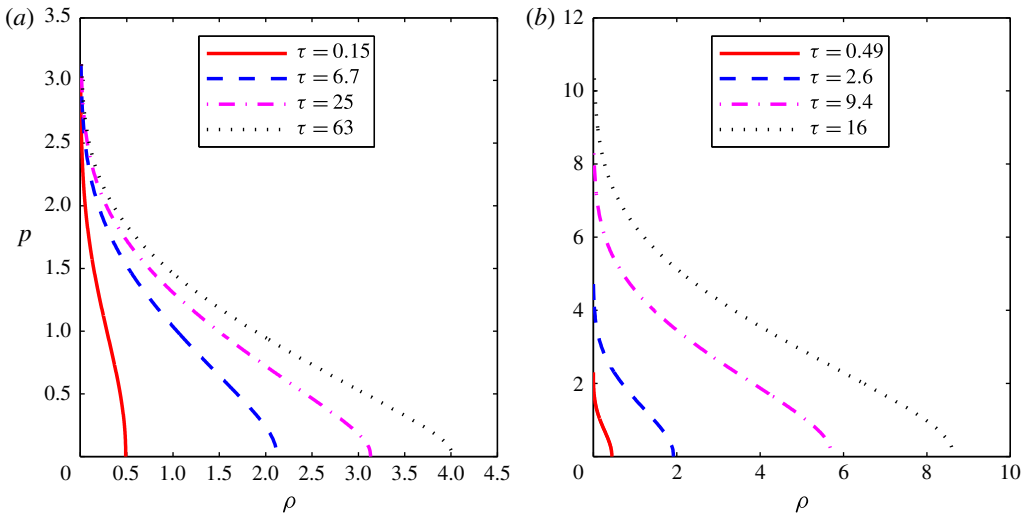 (a)
3.5
3.0
2.5
2.0
1.5
1.0
0.5
p
0 0.5 1.0 1.5 2.0 2.5 3.0 3.5 4.0 4.5
ρ
τ = 0.15
τ = 6.7
τ = 25
τ = 63
(b)
12
10
8
6
4
2
0 2 4 6 8 10
ρ
τ = 0.49
τ = 2.6
τ = 9.4
τ = 16